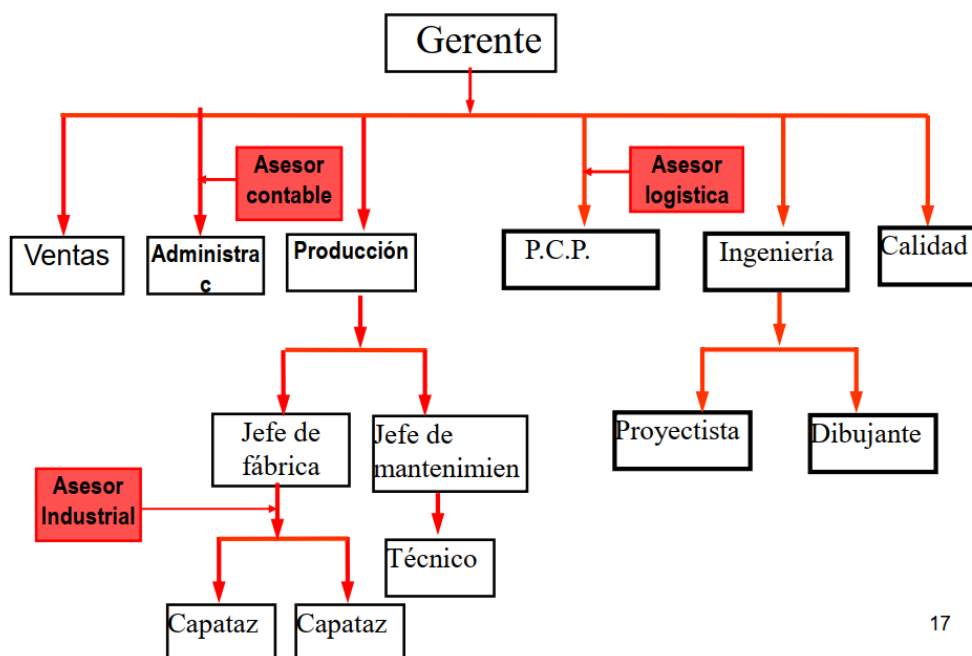 Gerente
Asesor
contable
Asesor
logistica
Ventas
Administra
c
Producción
P.C.P.
Ingeniería
Calidad
Jefe de
fábrica
Jefe de
mantenimien
Proyectista
Dibujante
Asesor
Industrial
Técnico
Capataz
Capataz
17